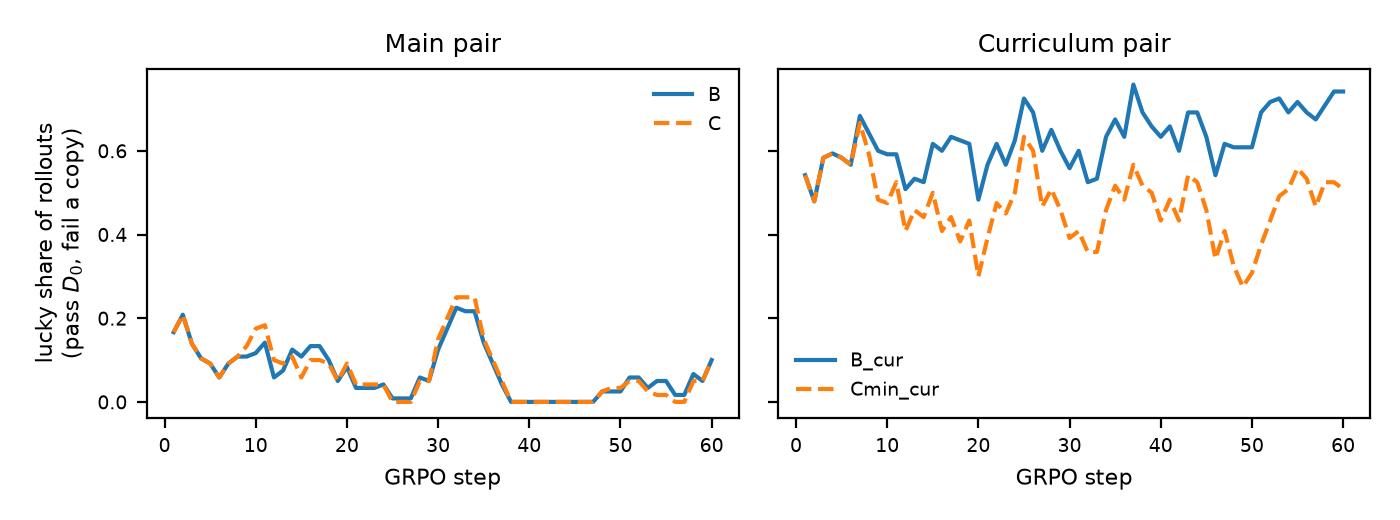 Main pair
Curriculum pair
lucky share of rollouts
(pass $D_0$, fail a copy)
0.6
0.4
0.2
0.0
B
C
B_cur
Cmin_cur
0 10 20 30 40 50 60
0 10 20 30 40 50 60
GRPO step
GRPO step